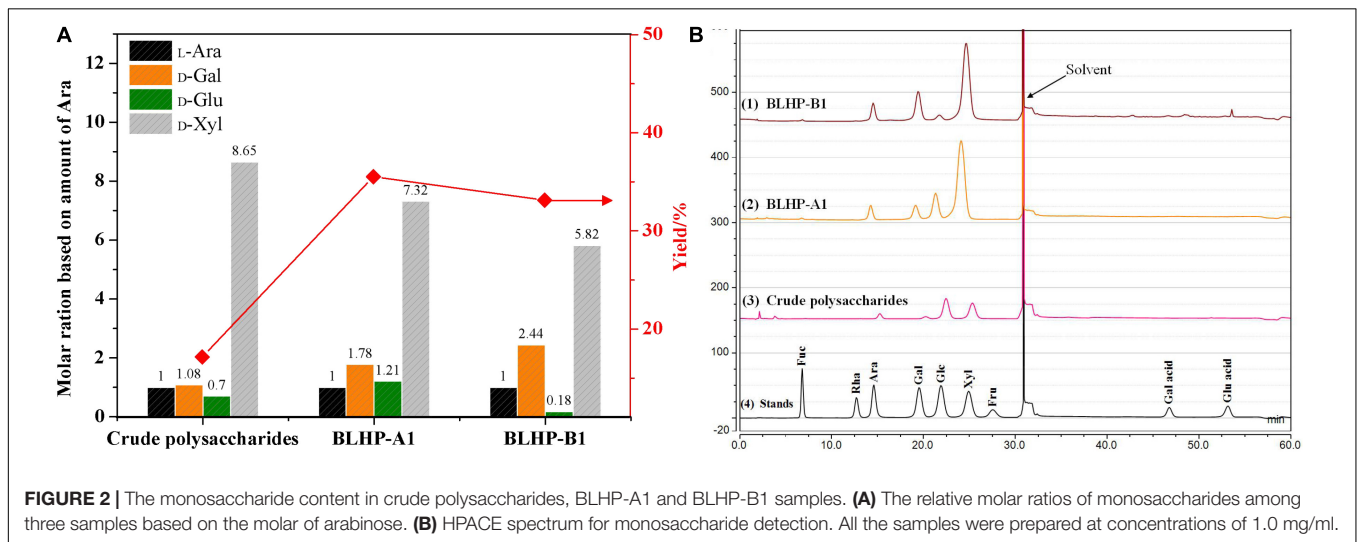 A
12
10
8
6
4
2
0
Molar ration based on amount of Ara
L-Ara
D-Gal
D-Glu
D-Xyl
1
1.08
0.7
8.65
1
1.78
1.21
7.32
1
2.44
0.18
5.82
Crude polysaccharides
BLHP-A1
BLHP-B1
50
40
30
20
Yield/%
B
500
400
300
200
100
-20
Solvent
(1) BLHP-B1
(2) BLHP-A1
(3) Crude polysaccharides
(4) Stands
Fuc
Rha
Ara
Gal
Glc
Xyl
Fru
Gal acid
Glu acid
min
0.0
10.0
20.0
30.0
40.0
50.0
60.0
FIGURE 2 | The monosaccharide content in crude polysaccharides, BLHP-A1 and BLHP-B1 samples. (A) The relative molar ratios of monosaccharides among
three samples based on the molar of arabinose. (B) HPACE spectrum for monosaccharide detection. All the samples were prepared at concentrations of 1.0 mg/ml.